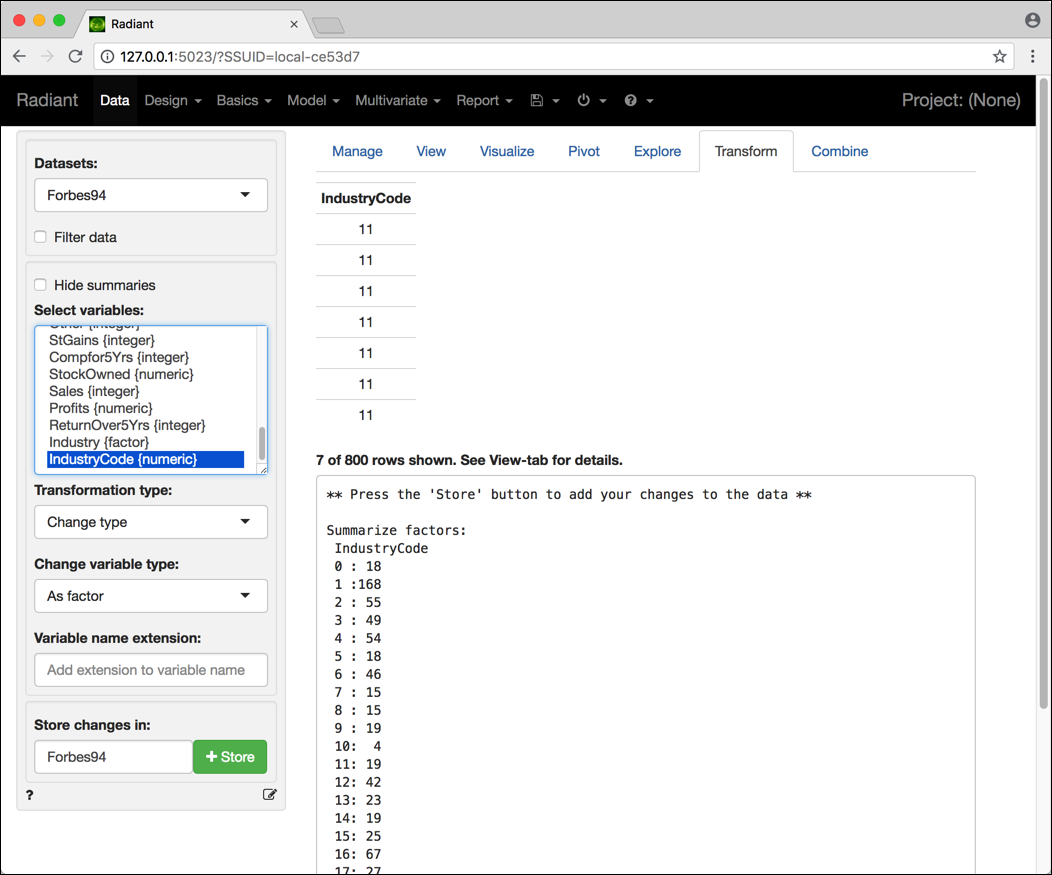 Radiant
127.0.0.1:5023/?SSUID=local-ce53d7
Radiant Data Design Basics Model Multivariate Report Project: (None)
Datasets:
Forbes94
Filter data
Hide summaries
Select variables:
Other {integer}
StGains {integer}
Compfor5Yrs {integer}
StockOwned {numeric}
Sales {integer}
Profits {numeric}
ReturnOver5Yrs {integer}
Industry {factor}
IndustryCode {numeric}
Transformation type:
Change type
Change variable type:
As factor
Variable name extension:
Add extension to variable name
Store changes in:
Forbes94
+ Store
?
Manage View Visualize Pivot Explore Transform Combine
IndustryCode
11
11
11
11
11
11
11
7 of 800 rows shown. See View-tab for details.
** Press the 'Store' button to add your changes to the data **
Summarize factors:
IndustryCode
0 : 18
1 :168
2 : 55
3 : 49
4 : 54
5 : 18
6 : 46
7 : 15
8 : 15
9 : 19
10: 4
11: 19
12: 42
13: 23
14: 19
15: 25
16: 67
17: 27